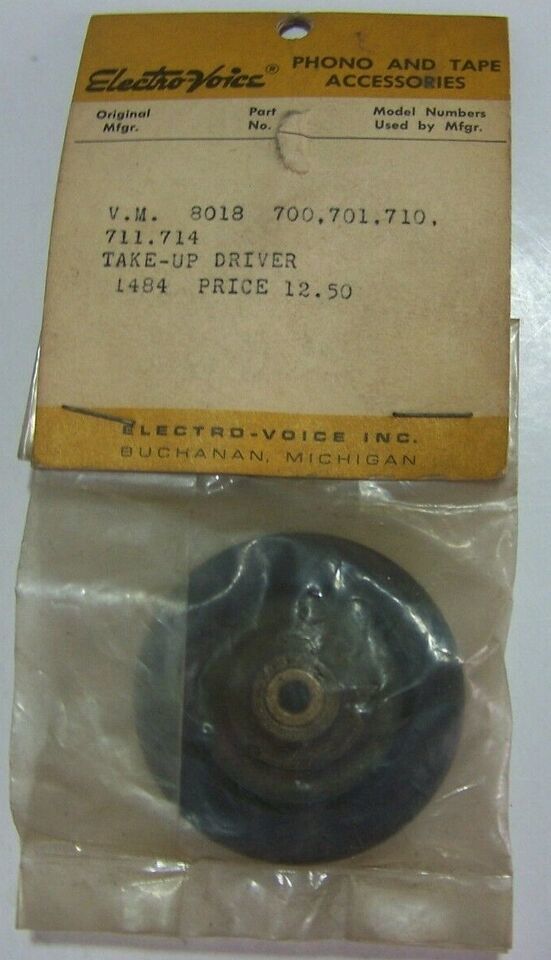 Electro-Voice®
PHONO AND TAPE
ACCESSORIES
Original
Mfgr.
Part
No.
Model Numbers
Used by Mfgr.
V.M. 8018 700,701,710,
711.714
TAKE-UP DRIVER
1484 PRICE 12.50
ELECTRO-VOICE INC.
BUCHANAN, MICHIGAN